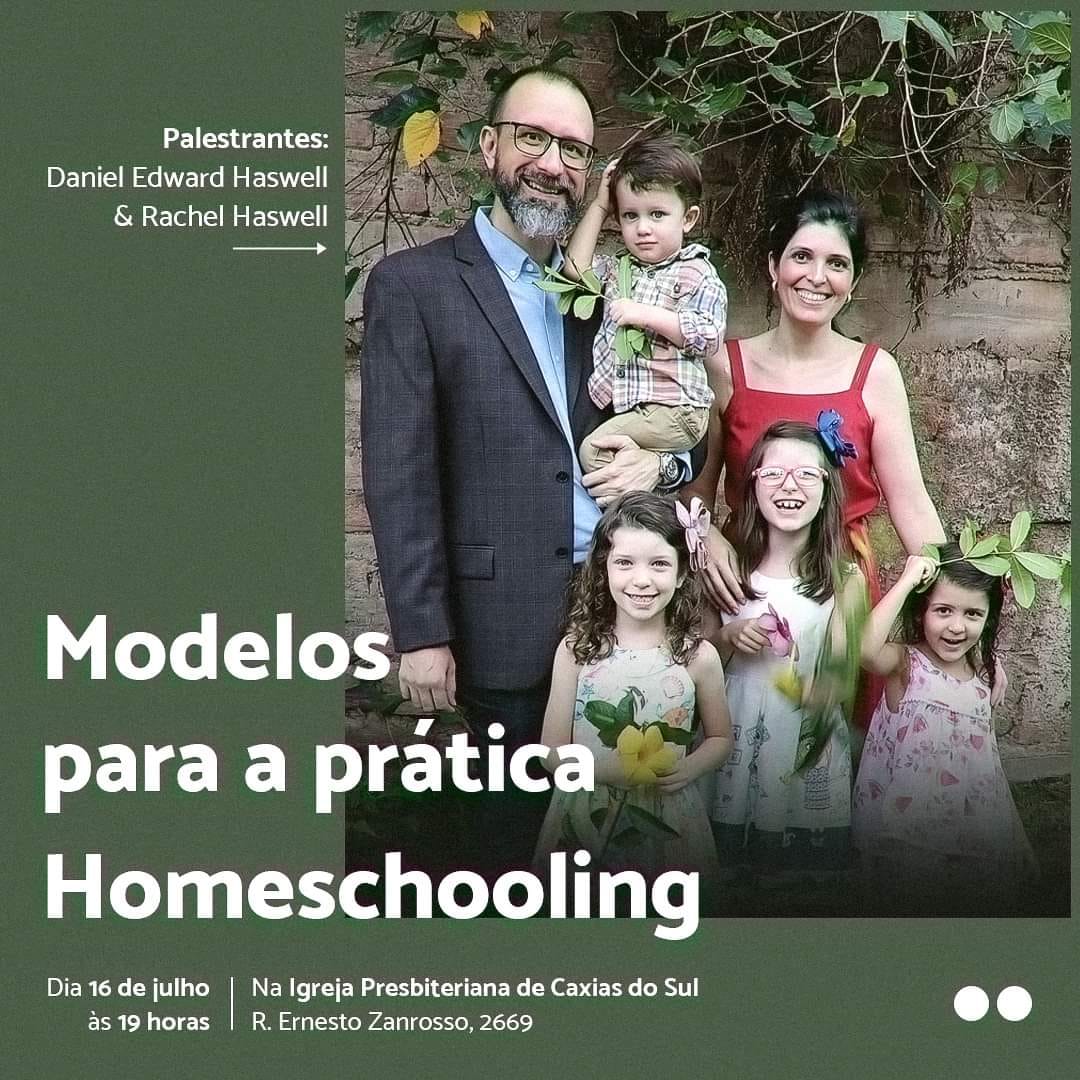 Palestrantes:
Daniel Edward Haswell
& Rachel Haswell
Modelos
para a prática
Homeschooling
Dia 16 de julho
às 19 horas
Na Igreja Presbiteriana de Caxias do Sul
R. Ernesto Zanrosso, 2669